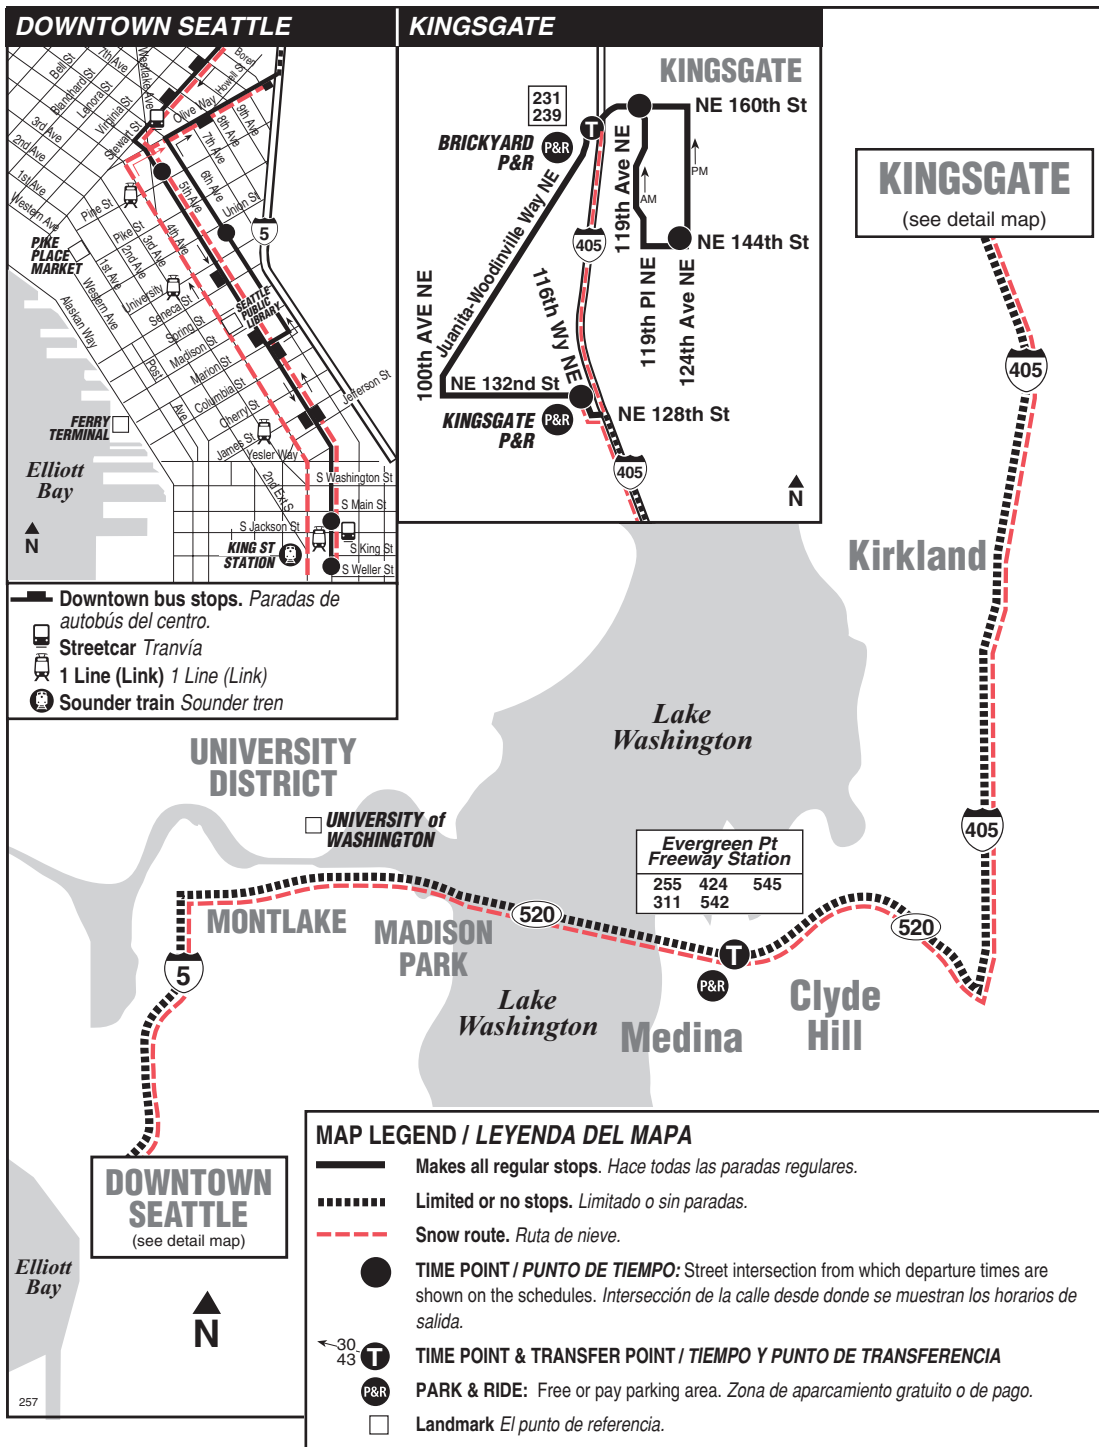 DOWNTOWN SEATTLE
KINGSGATE
Bell St
7th Ave
Westlake Ave
Boren
Blanchard St
Lenora St
Virginia St
Olive Way
Howell St
9th Ave
8th Ave
7th Ave
6th Ave
5th Ave
4th Ave
3rd Ave
2nd Ave
1st Ave
Western Ave
Stewart St
Pine St
Pike St
Union St
5
PIKE
PLACE
MARKET
3rd Ave
2nd Ave
1st Ave
Western Ave
Alaskan Way
University
Seneca St
Spring St
Madison St
Marion St
Columbia St
Cherry St
James St
Jefferson St
Post
Ave
SEATTLE
PUBLIC
LIBRARY
FERRY
TERMINAL
Yesler Way
2nd Ext S
S Washington St
S Main St
S Jackson St
S King St
S Weller St
KING ST
STATION
Elliott
Bay
N
Downtown bus stops. Paradas de
autobús del centro.
Streetcar Tranvía
1 Line (Link) 1 Line (Link)
Sounder train Sounder tren
KINGSGATE
231
239
T
NE 160th St
BRICKYARD
P&R
P&R
119th Ave NE
AM
PM
Juanita-Woodinville Way NE
405
NE 144th St
116th Wy NE
119th Pl NE
124th Ave NE
100th AVE NE
NE 132nd St
NE 128th St
KINGSGATE
P&R
P&R
405
N
KINGSGATE
(see detail map)
405
Kirkland
Lake
Washington
UNIVERSITY
DISTRICT
UNIVERSITY of
WASHINGTON
405
Evergreen Pt
Freeway Station
255 424 545
311 542
MONTLAKE
MADISON
PARK
520
520
T
P&R
5
Lake
Washington
Medina
Clyde
Hill
DOWNTOWN
SEATTLE
(see detail map)
Elliott
Bay
N
257
MAP LEGEND / LEYENDA DEL MAPA
Makes all regular stops. Hace todas las paradas regulares.
Limited or no stops. Limitado o sin paradas.
Snow route. Ruta de nieve.
TIME POINT / PUNTO DE TIEMPO: Street intersection from which departure times are
shown on the schedules. Intersección de la calle desde donde se muestran los horarios de
salida.
30
43
T
TIME POINT & TRANSFER POINT / TIEMPO Y PUNTO DE TRANSFERENCIA
P&R
PARK & RIDE: Free or pay parking area. Zona de aparcamiento gratuito o de pago.
Landmark El punto de referencia.